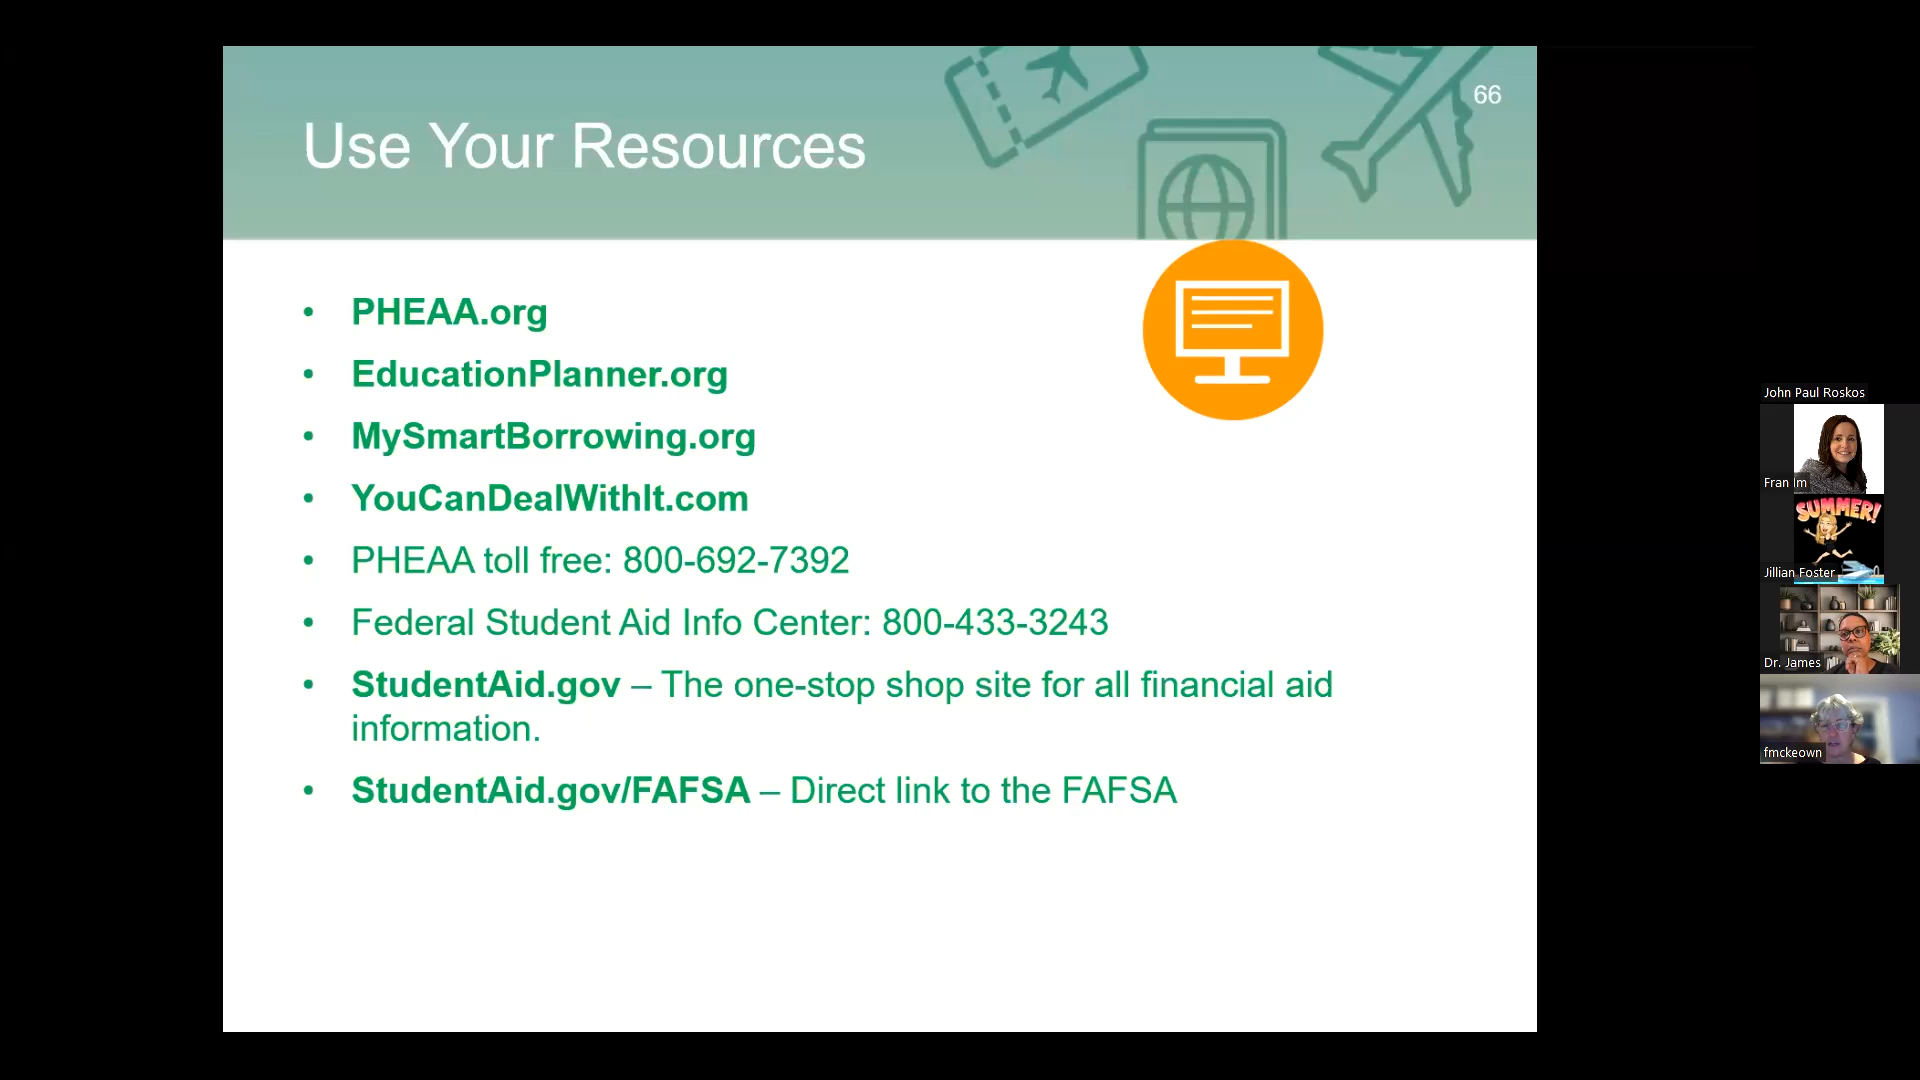 66
Use Your Resources
• PHEAA.org
• EducationPlanner.org
• MySmartBorrowing.org
• YouCanDealWithIt.com
• PHEAA toll free: 800-692-7392
• Federal Student Aid Info Center: 800-433-3243
• StudentAid.gov – The one-stop shop site for all financial aid
information.
• StudentAid.gov/FAFSA – Direct link to the FAFSA
John Paul Roskos
Fran Im
SUMMER!
Jillian Foster
Dr. James
fmckeown